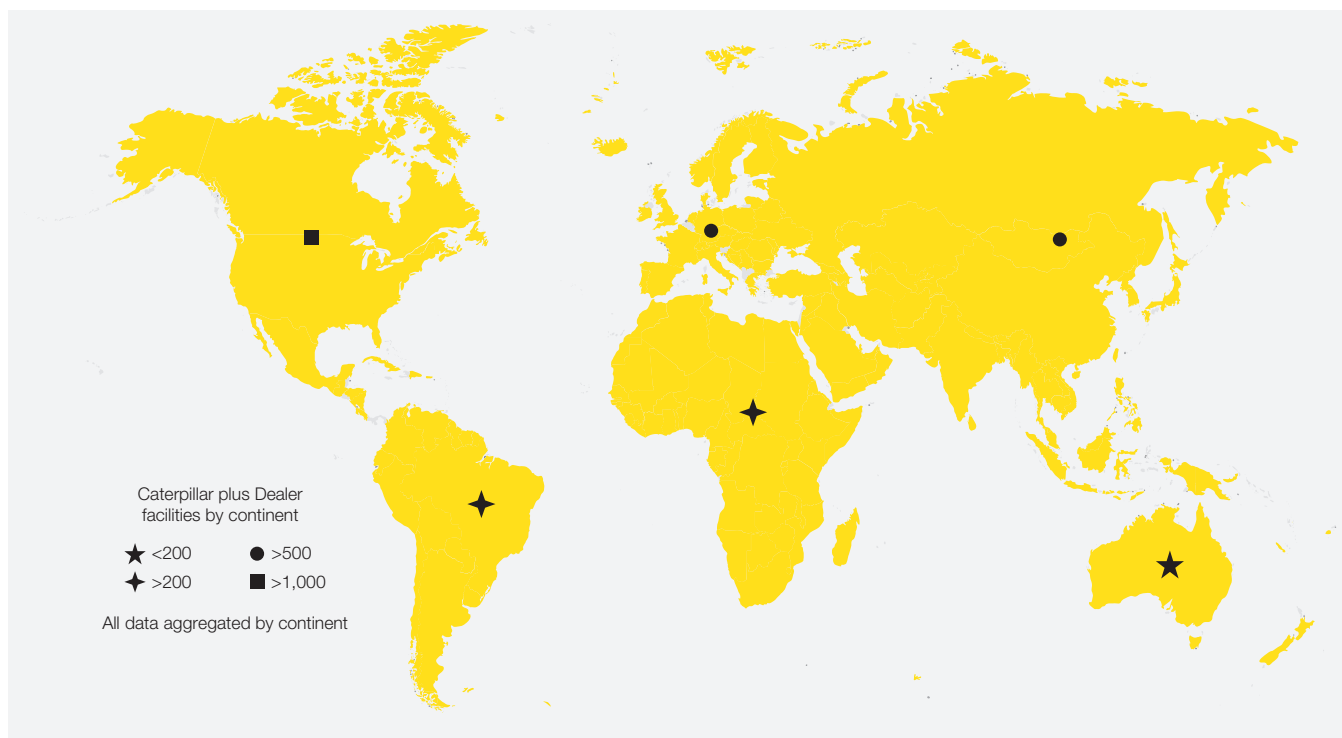 Caterpillar plus Dealer
facilities by continent
<200 >500
>200 >1,000
All data aggregated by continent